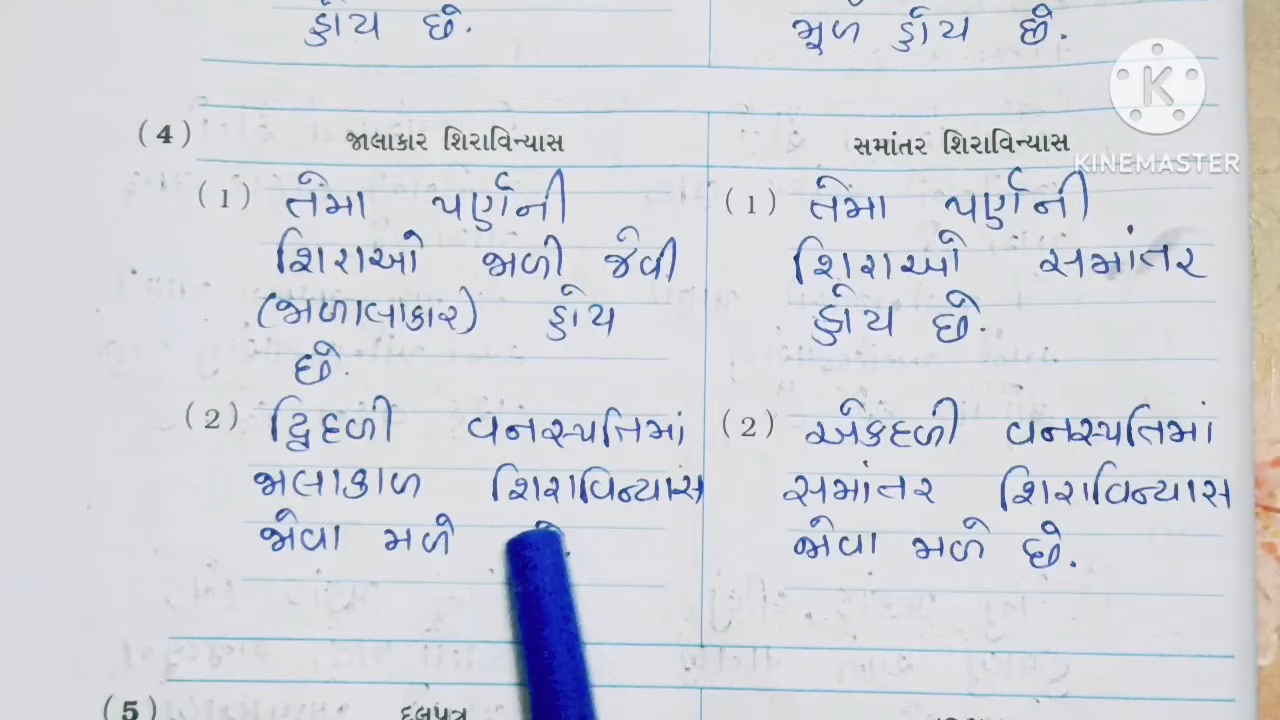 હોય છે.
મૂળ હોય છે.
(4) જાલાકાર શિરાવિન્યાસ
સમાંતર શિરાવિન્યાસ
KINEMASTER
(1) તેમા પર્ણની
શિરાઓ જાળી જેવી
(જાળાલાકાર) હોય
છે.
(1) તેમા પર્ણની
શિરાઓ સમાંતર
હોય છે.
(2) દ્વિદળી વનસ્પતિમાં
જાલાકાળ શિરાવિન્યાસ
જોવા મળે
(2) એકદળી વનસ્પતિમાં
સમાંતર શિરાવિન્યાસ
જોવા મળે છે.
(5) દલપત્ર